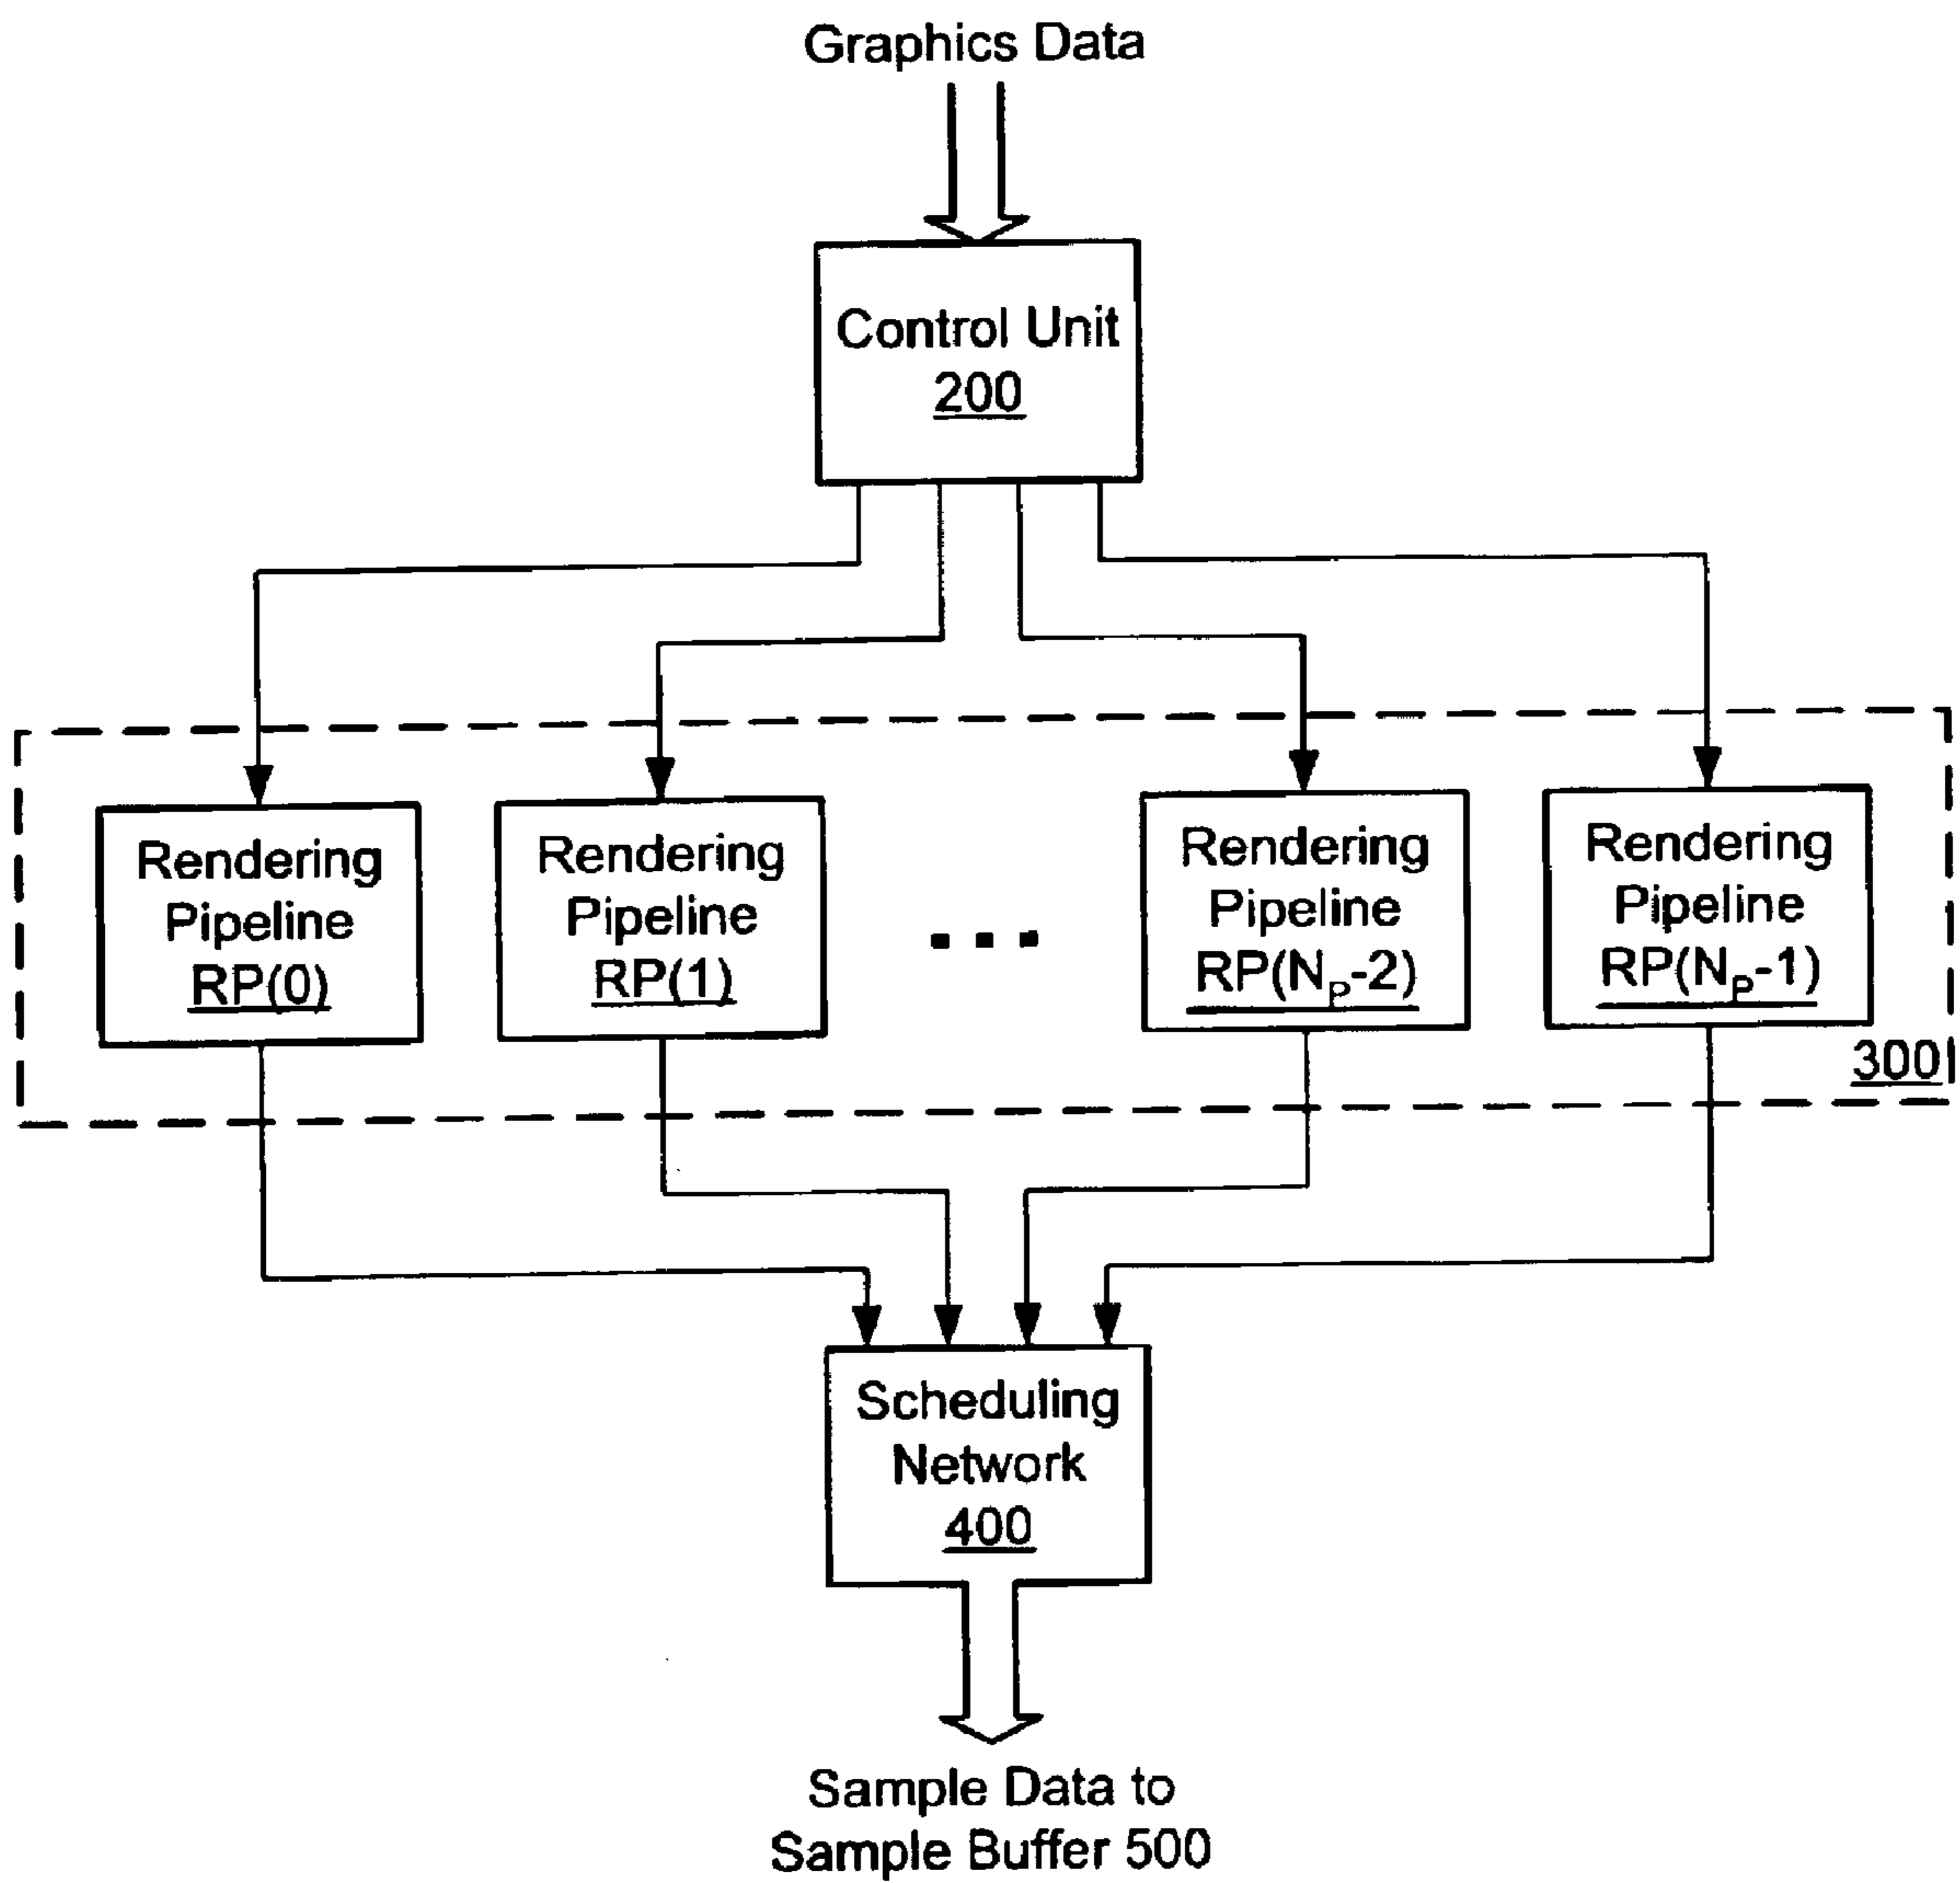 Graphics Data
Control Unit
200
Rendering
Pipeline
RP(0)
Rendering
Pipeline
RP(1)
Rendering
Pipeline
RP(Nₚ-2)
Rendering
Pipeline
RP(Nₚ-1)
300
Scheduling
Network
400
Sample Data to
Sample Buffer 500